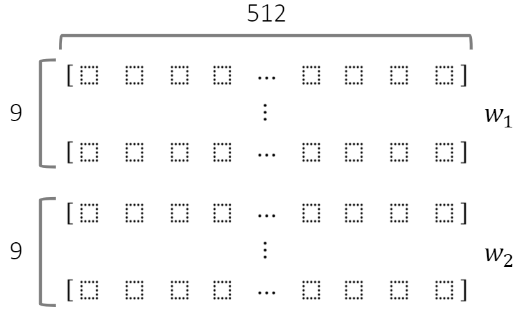 512
[⬚ ⬚ ⬚ ⬚ ... ⬚ ⬚ ⬚ ⬚]
9 ⋮ w₁
[⬚ ⬚ ⬚ ⬚ ... ⬚ ⬚ ⬚ ⬚]
[⬚ ⬚ ⬚ ⬚ ... ⬚ ⬚ ⬚ ⬚]
9 ⋮ w₂
[⬚ ⬚ ⬚ ⬚ ... ⬚ ⬚ ⬚ ⬚]